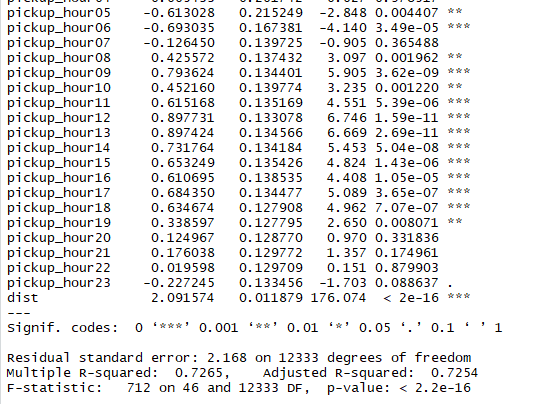 pickup_hour05 -0.613028 0.215249 -2.848 0.004407 **
pickup_hour06 -0.693035 0.167381 -4.140 3.49e-05 ***
pickup_hour07 -0.126450 0.139725 -0.905 0.365488
pickup_hour08 0.425572 0.137432 3.097 0.001962 **
pickup_hour09 0.793624 0.134401 5.905 3.62e-09 ***
pickup_hour10 0.452160 0.139774 3.235 0.001220 **
pickup_hour11 0.615168 0.135169 4.551 5.39e-06 ***
pickup_hour12 0.897731 0.133078 6.746 1.59e-11 ***
pickup_hour13 0.897424 0.134566 6.669 2.69e-11 ***
pickup_hour14 0.731764 0.134184 5.453 5.04e-08 ***
pickup_hour15 0.653249 0.135426 4.824 1.43e-06 ***
pickup_hour16 0.610695 0.138535 4.408 1.05e-05 ***
pickup_hour17 0.684350 0.134477 5.089 3.65e-07 ***
pickup_hour18 0.634674 0.127908 4.962 7.07e-07 ***
pickup_hour19 0.338597 0.127795 2.650 0.008071 **
pickup_hour20 0.124967 0.128770 0.970 0.331836
pickup_hour21 0.176038 0.129772 1.357 0.174961
pickup_hour22 0.019598 0.129709 0.151 0.879903
pickup_hour23 -0.227245 0.133456 -1.703 0.088637 .
dist 2.091574 0.011879 176.074 < 2e-16 ***
---
Signif. codes: 0 ‘***’ 0.001 ‘**’ 0.01 ‘*’ 0.05 ‘.’ 0.1 ‘ ’ 1
Residual standard error: 2.168 on 12333 degrees of freedom
Multiple R-squared: 0.7265, Adjusted R-squared: 0.7254
F-statistic: 712 on 46 and 12333 DF, p-value: < 2.2e-16